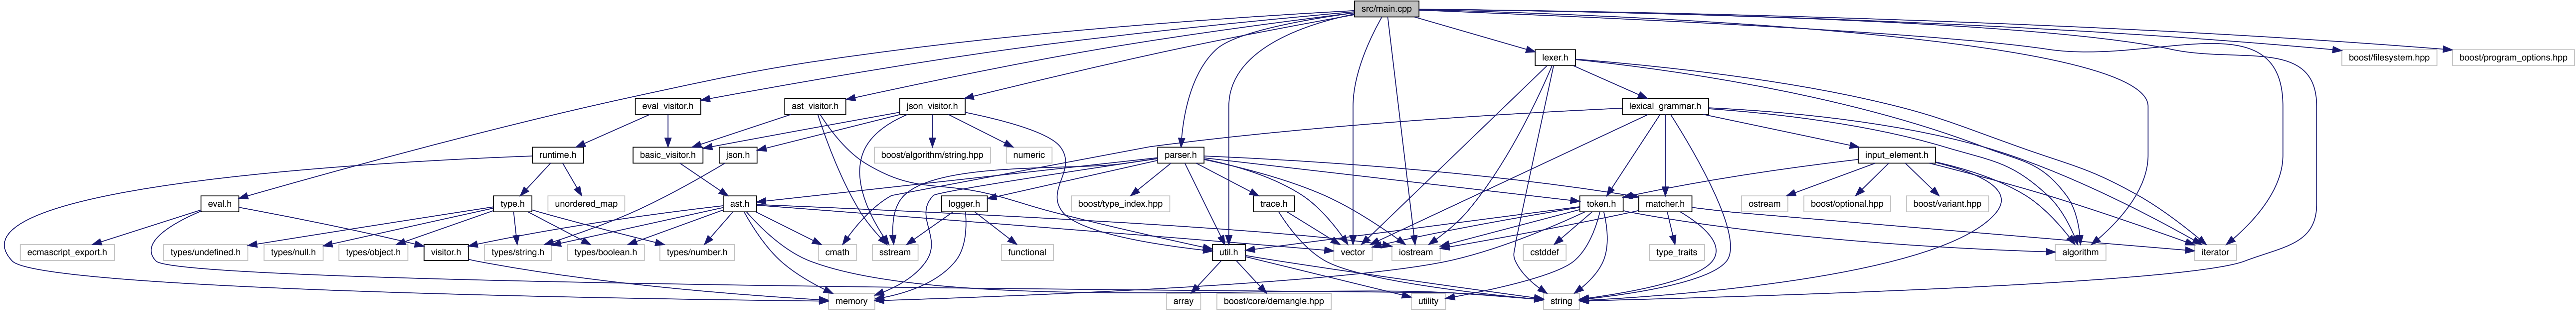 src/main.cpp
lexer.h
boost/filesystem.hpp
boost/program_options.hpp
eval_visitor.h
ast_visitor.h
json_visitor.h
lexical_grammar.h
runtime.h
basic_visitor.h
json.h
boost/algorithm/string.hpp
numeric
parser.h
input_element.h
eval.h
type.h
unordered_map
ast.h
logger.h
boost/type_index.hpp
trace.h
token.h
matcher.h
ostream
boost/optional.hpp
boost/variant.hpp
ecmascript_export.h
types/undefined.h
types/null.h
types/object.h
visitor.h
types/string.h
types/boolean.h
types/number.h
cmath
sstream
functional
util.h
vector
iostream
cstddef
type_traits
algorithm
iterator
memory
array
boost/core/demangle.hpp
utility
string